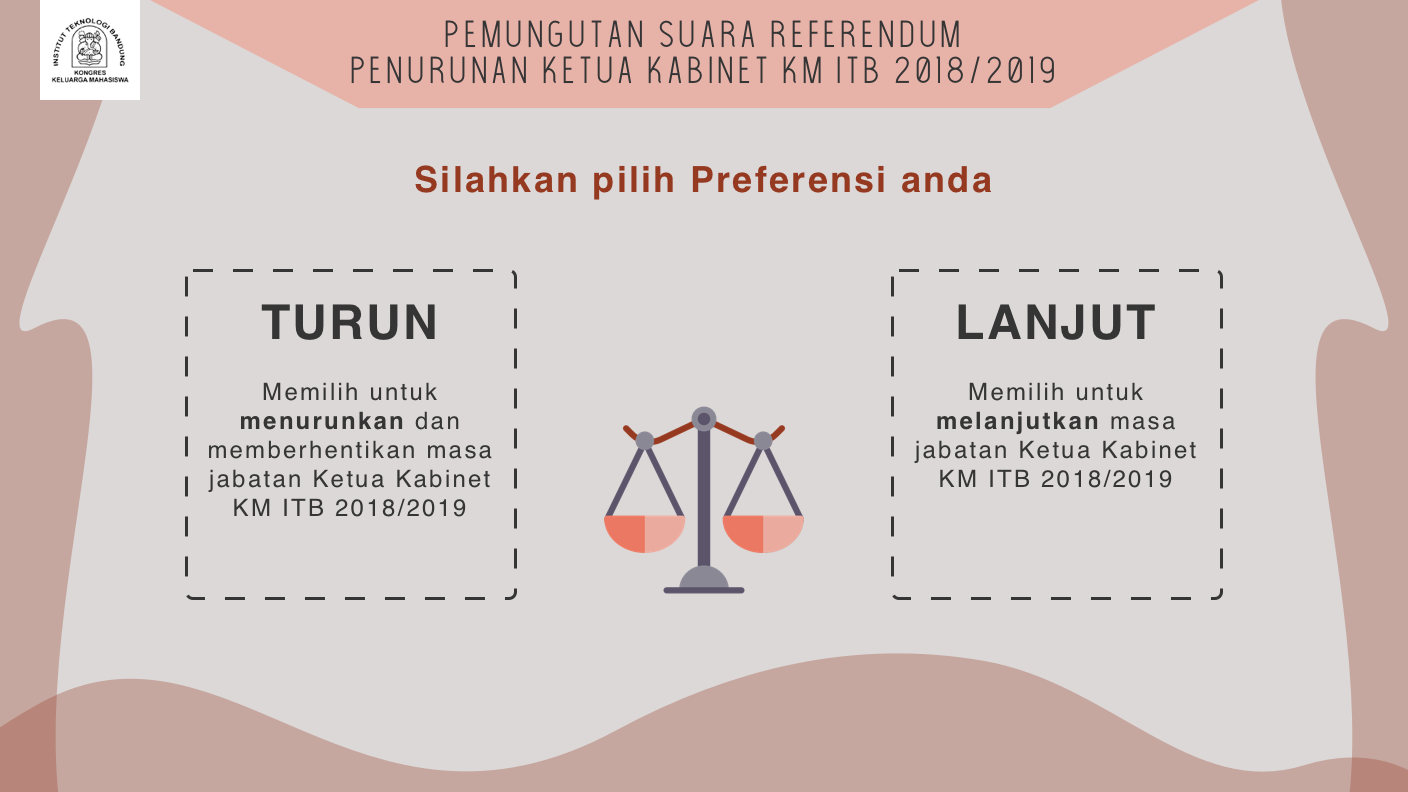 INSTITUT TEKNOLOGI BANDUNG
KONGRES
KELUARGA MAHASISWA
PEMUNGUTAN SUARA REFERENDUM
PENURUNAN KETUA KABINET KM ITB 2018/2019
Silahkan pilih Preferensi anda
TURUN
Memilih untuk
menurunkan dan
memberhentikan masa
jabatan Ketua Kabinet
KM ITB 2018/2019
LANJUT
Memilih untuk
melanjutkan masa
jabatan Ketua Kabinet
KM ITB 2018/2019